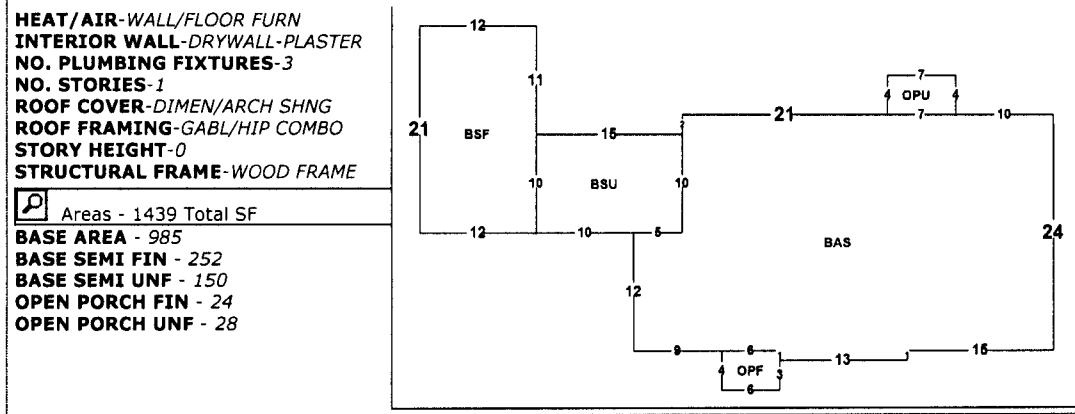 HEAT/AIR-WALL/FLOOR FURN
INTERIOR WALL-DRYWALL-PLASTER
NO. PLUMBING FIXTURES-3
NO. STORIES-1
ROOF COVER-DIMEN/ARCH SHNG
ROOF FRAMING-GABL/HIP COMBO
STORY HEIGHT-0
STRUCTURAL FRAME-WOOD FRAME
Areas - 1439 Total SF
BASE AREA - 985
BASE SEMI FIN - 252
BASE SEMI UNF - 150
OPEN PORCH FIN - 24
OPEN PORCH UNF - 28
12
11
21
BSF
12
10
15
BSU
10
10
5
2
21
7
4
OPU
4
7
10
BAS
24
12
9
6
4
OPF
6
1
3
13
1
15